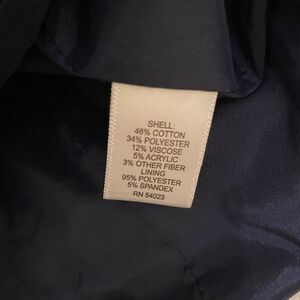 SHELL:
46% COTTON
34% POLYESTER
12% VISCOSE
5% ACRYLIC
3% OTHER FIBER
LINING
95% POLYESTER
5% SPANDEX
RN 54023